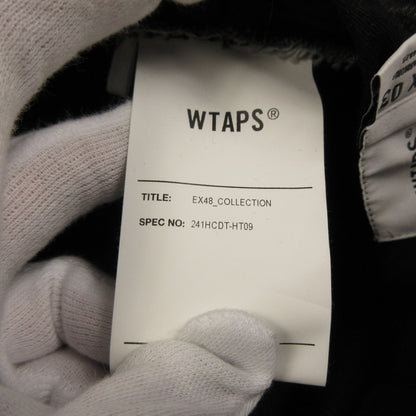 WTAPS®
TITLE: EX48_COLLECTION
SPEC NO: 241HCDT-HT09